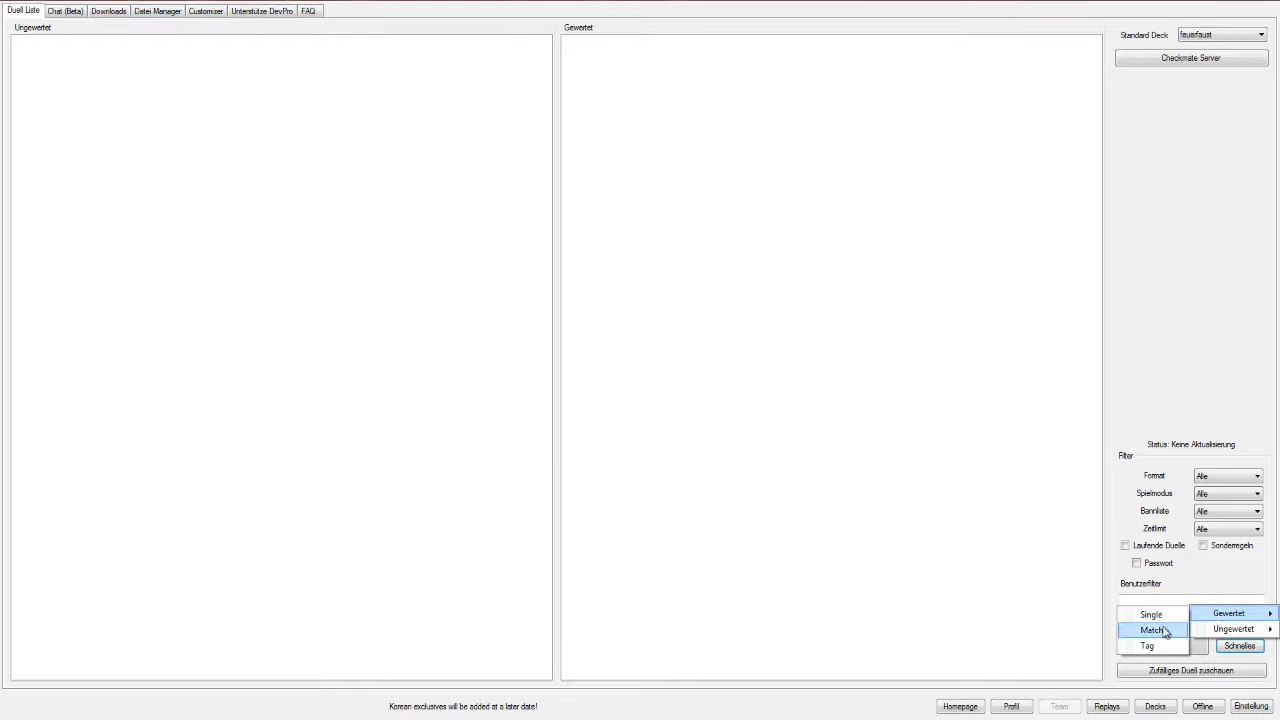 Duell Liste Chat (Beta) Downloads Datei Manager Customizer Unterstütze DevPro FAQ
Ungewertet Gewertet
Standard Deck feuerfaust
Checkmate Server
Status: Keine Aktualisierung
Filter
Format Alle
Spielmodus Alle
Bannliste Alle
Zeitlimit Alle
Laufende Duelle Sonderregeln
Passwort
Benutzerfilter
Single Gewertet
Match Ungewertet
Tag Schnelles
Zufälliges Duell zuschauen
Korean exclusives will be added at a later date! Homepage Profil Team Replays Decks Offline Einstellung